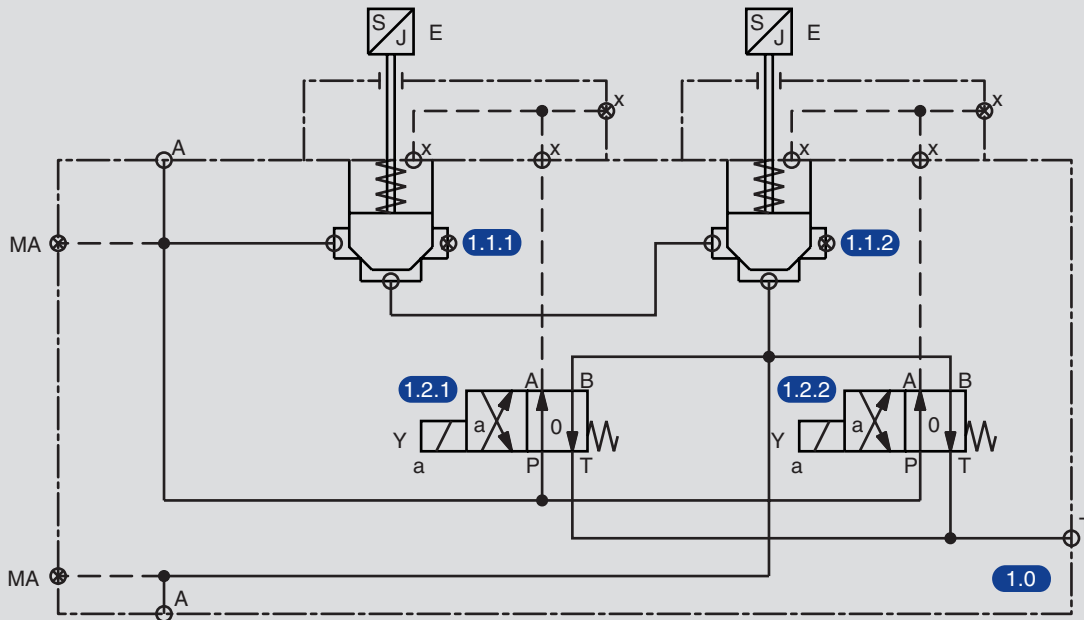 S J E S J E
x x
A x x x x
MA 1.1.1 1.1.2
1.2.1 A B 1.2.2 A B
Y a 0 Y a 0
a P T a P T
T
MA 1.0
A